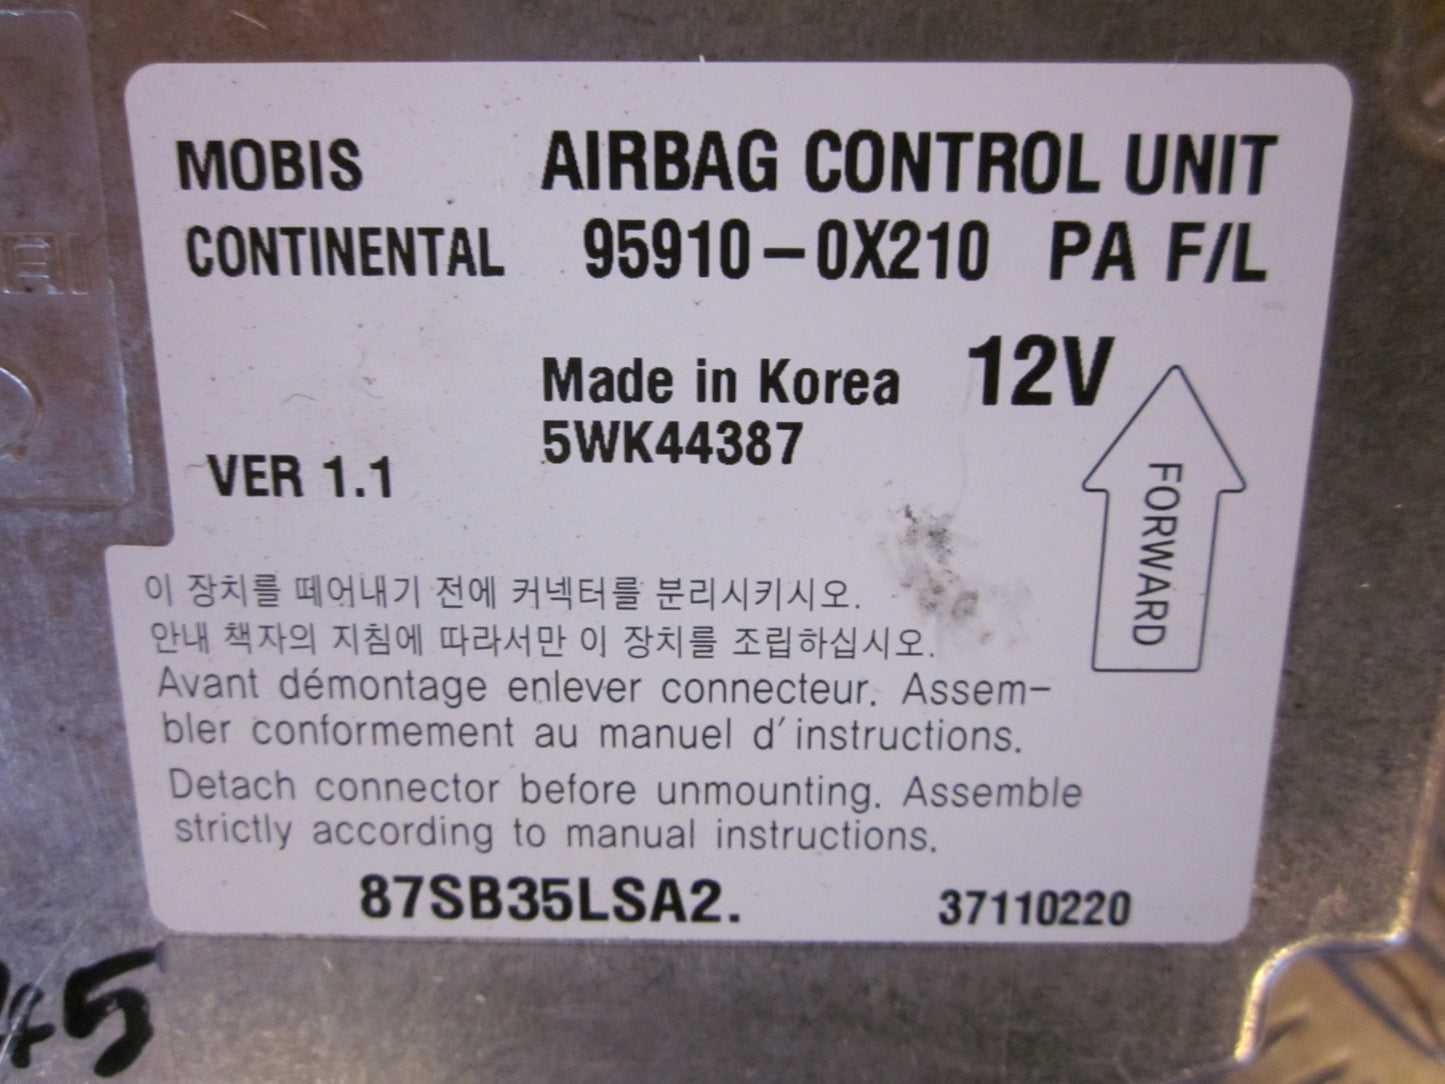 MOBIS AIRBAG CONTROL UNIT
CONTINENTAL 95910-0X210 PA F/L
Made in Korea 12V
5WK44387
VER 1.1
FORWARD
이 장치를 떼어내기 전에 커넥터를 분리시키시오.
안내 책자의 지침에 따라서만 이 장치를 조립하십시오.
Avant démontage enlever connecteur. Assem-
bler conformement au manuel d'instructions.
Detach connector before unmounting. Assemble
strictly according to manual instructions.
87SB35LSA2. 37110220
45